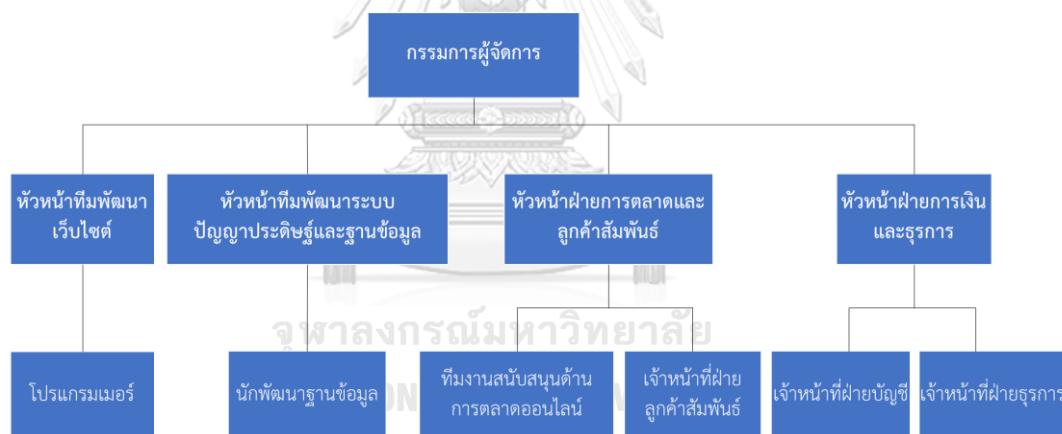 กรรมการผู้จัดการ
หัวหน้าทีมพัฒนา
เว็บไซต์
หัวหน้าทีมพัฒนาระบบ
ปัญญาประดิษฐ์และฐานข้อมูล
หัวหน้าฝ่ายการตลาดและ
ลูกค้าสัมพันธ์
หัวหน้าฝ่ายการเงิน
และธุรการ
จุฬาลงกรณ์มหาวิทยาลัย
โปรแกรมเมอร์
นักพัฒนาฐานข้อมูล
ทีมงานสนับสนุนด้าน
การตลาดออนไลน์
เจ้าหน้าที่ฝ่าย
ลูกค้าสัมพันธ์
เจ้าหน้าที่ฝ่ายบัญชี
เจ้าหน้าที่ฝ่ายธุรการ